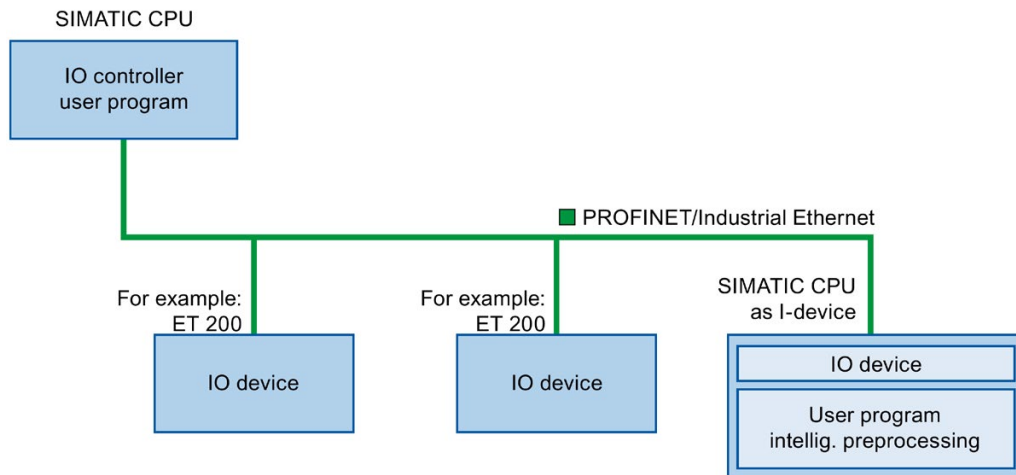 SIMATIC CPU
IO controller
user program
PROFINET/Industrial Ethernet
For example:
ET 200
IO device
For example:
ET 200
IO device
SIMATIC CPU
as I-device
IO device
User program
intellig. preprocessing